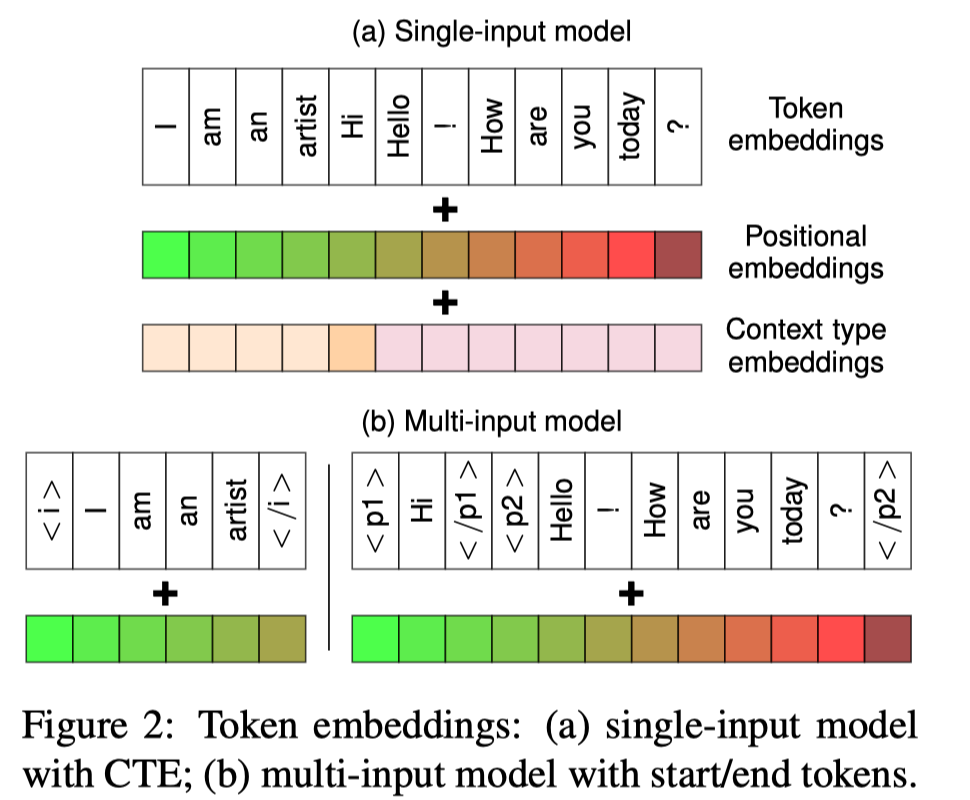 (a) Single-input model
I am an artist Hi Hello ! How are you today ?
Token
embeddings
+
Positional
embeddings
+
Context type
embeddings
(b) Multi-input model
< i > I am an artist < /i >
< p1 > Hi < /p1 > < p2 > Hello ! How are you today ? < /p2 >
+ +
Figure 2: Token embeddings: (a) single-input model
with CTE; (b) multi-input model with start/end tokens.